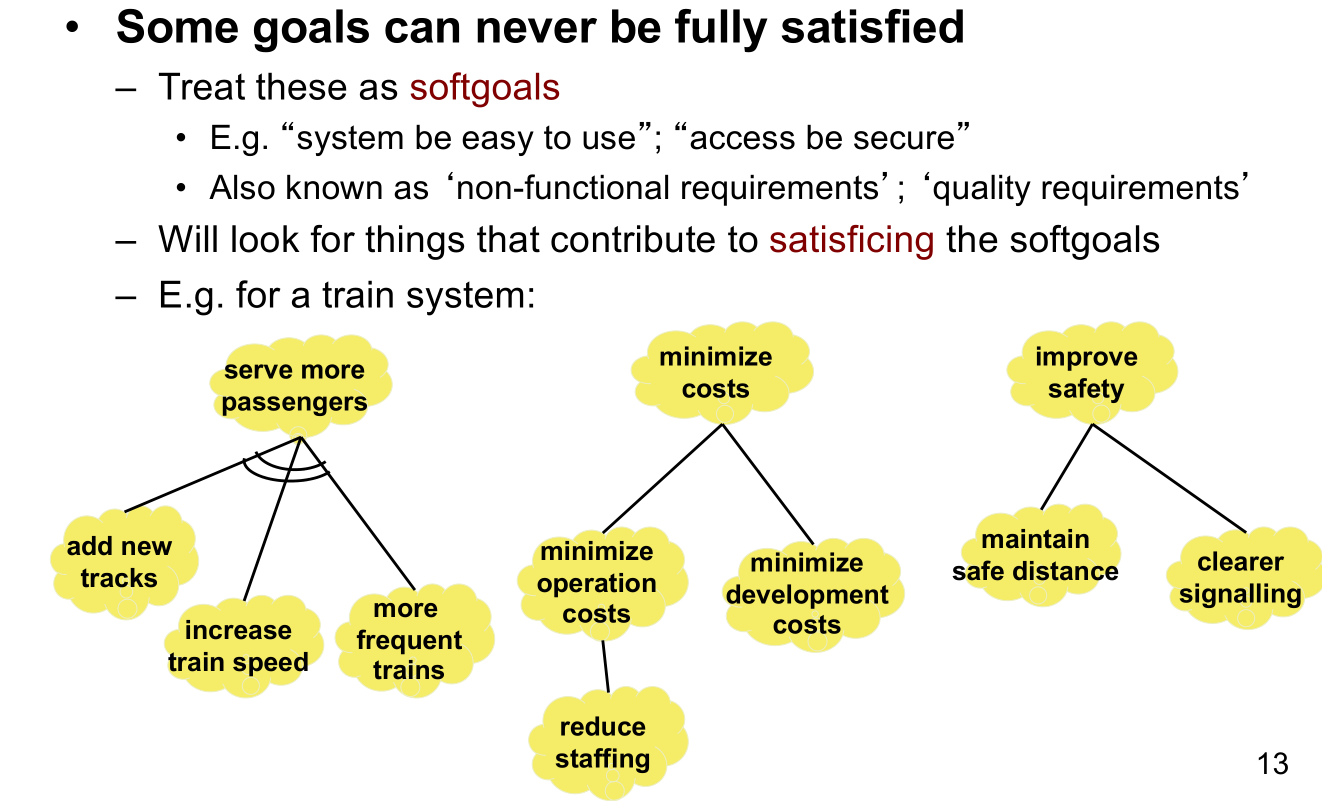 • Some goals can never be fully satisfied
– Treat these as softgoals
• E.g. “system be easy to use”; “access be secure”
• Also known as ‘non-functional requirements’; ‘quality requirements’
– Will look for things that contribute to satisficing the softgoals
– E.g. for a train system:
serve more
passengers
add new
tracks
increase
train speed
more
frequent
trains
minimize
costs
minimize
operation
costs
minimize
development
costs
reduce
staffing
improve
safety
maintain
safe distance
clearer
signalling
13